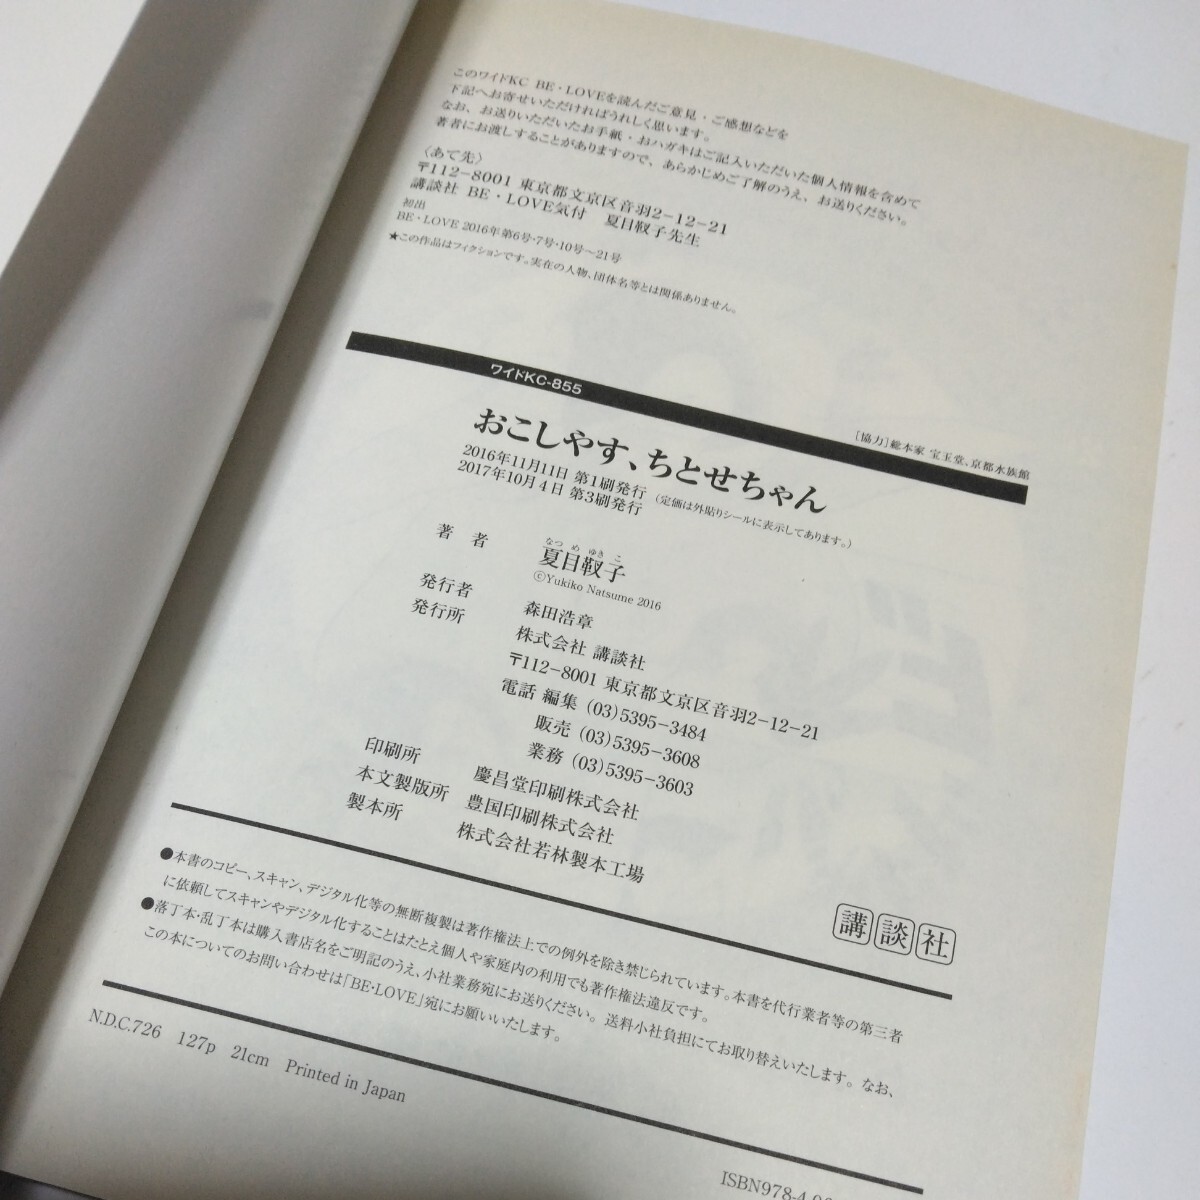 このワイドKC BE・LOVEを読んだご意見・ご感想などを
下記へお寄せいただければうれしく思います。
なお、お送りいただいたお手紙・おハガキはご記入いただいた個人情報を含めて
著者にお渡しすることがありますので、あらかじめご了解のうえ、お送りください。
〈あて先〉
〒112-8001 東京都文京区音羽2-12-21
講談社 BE・LOVE気付 夏目靫子先生
初出
BE・LOVE 2016年第6号・7号・10号〜21号
★この作品はフィクションです。実在の人物、団体名等とは関係ありません。
[協力]総本家 宝玉堂、京都水族館
ワイドKC-855
おこしやす、ちとせちゃん
2016年11月11日 第1刷発行 (定価は外貼りシールに表示してあります。)
2017年10月4日 第3刷発行
著者 夏目靫子
なつめ ゆきこ
©Yukiko Natsume 2016
発行者 森田浩章
発行所 株式会社 講談社
〒112-8001 東京都文京区音羽2-12-21
電話 編集 (03)5395-3484
販売 (03)5395-3608
業務 (03)5395-3603
印刷所 慶昌堂印刷株式会社
本文製版所 豊国印刷株式会社
製本所 株式会社若林製本工場
講談社
●本書のコピー、スキャン、デジタル化等の無断複製は著作権法上での例外を除き禁じられています。本書を代行業者等の第三者
に依頼してスキャンやデジタル化することはたとえ個人や家庭内の利用でも著作権法違反です。
●落丁本・乱丁本は購入書店名をご明記のうえ、小社業務宛にお送りください。送料小社負担にてお取り替えいたします。なお、
この本についてのお問い合わせは「BE・LOVE」宛にお願いいたします。
N.D.C.726 127p 21cm Printed in Japan
ISBN978-4-06